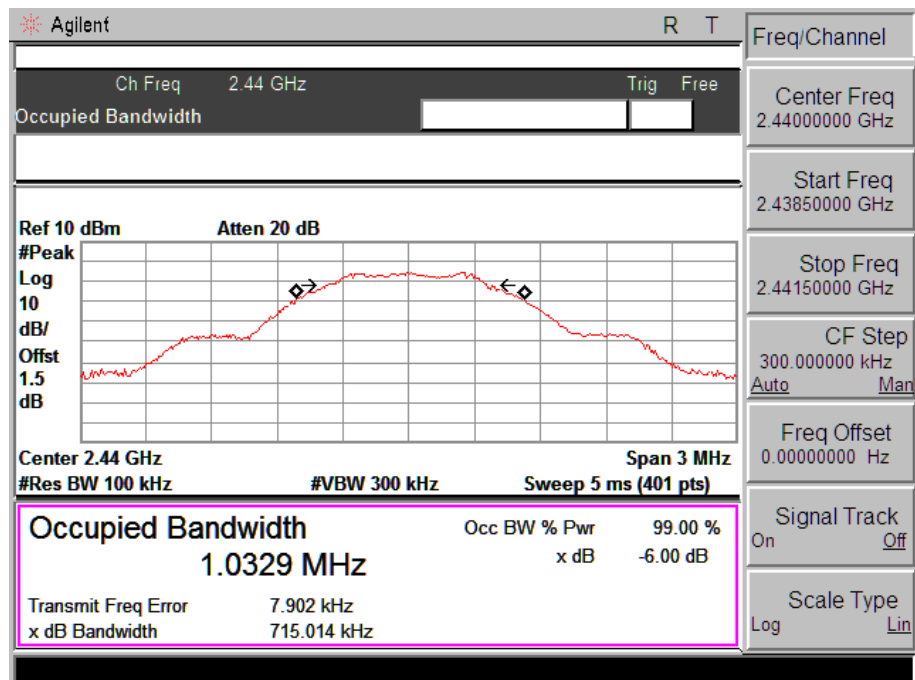 Agilent R T
Ch Freq 2.44 GHz Trig Free
Occupied Bandwidth
Ref 10 dBm Atten 20 dB
#Peak
Log
10
dB/
Offst
1.5
dB
Center 2.44 GHz Span 3 MHz
#Res BW 100 kHz #VBW 300 kHz Sweep 5 ms (401 pts)
Occupied Bandwidth
1.0329 MHz
Occ BW % Pwr 99.00 %
x dB -6.00 dB
Transmit Freq Error 7.902 kHz
x dB Bandwidth 715.014 kHz
Freq/Channel
Center Freq
2.44000000 GHz
Start Freq
2.43850000 GHz
Stop Freq
2.44150000 GHz
CF Step
300.000000 kHz
Auto Man
Freq Offset
0.00000000 Hz
Signal Track
On Off
Scale Type
Log Lin